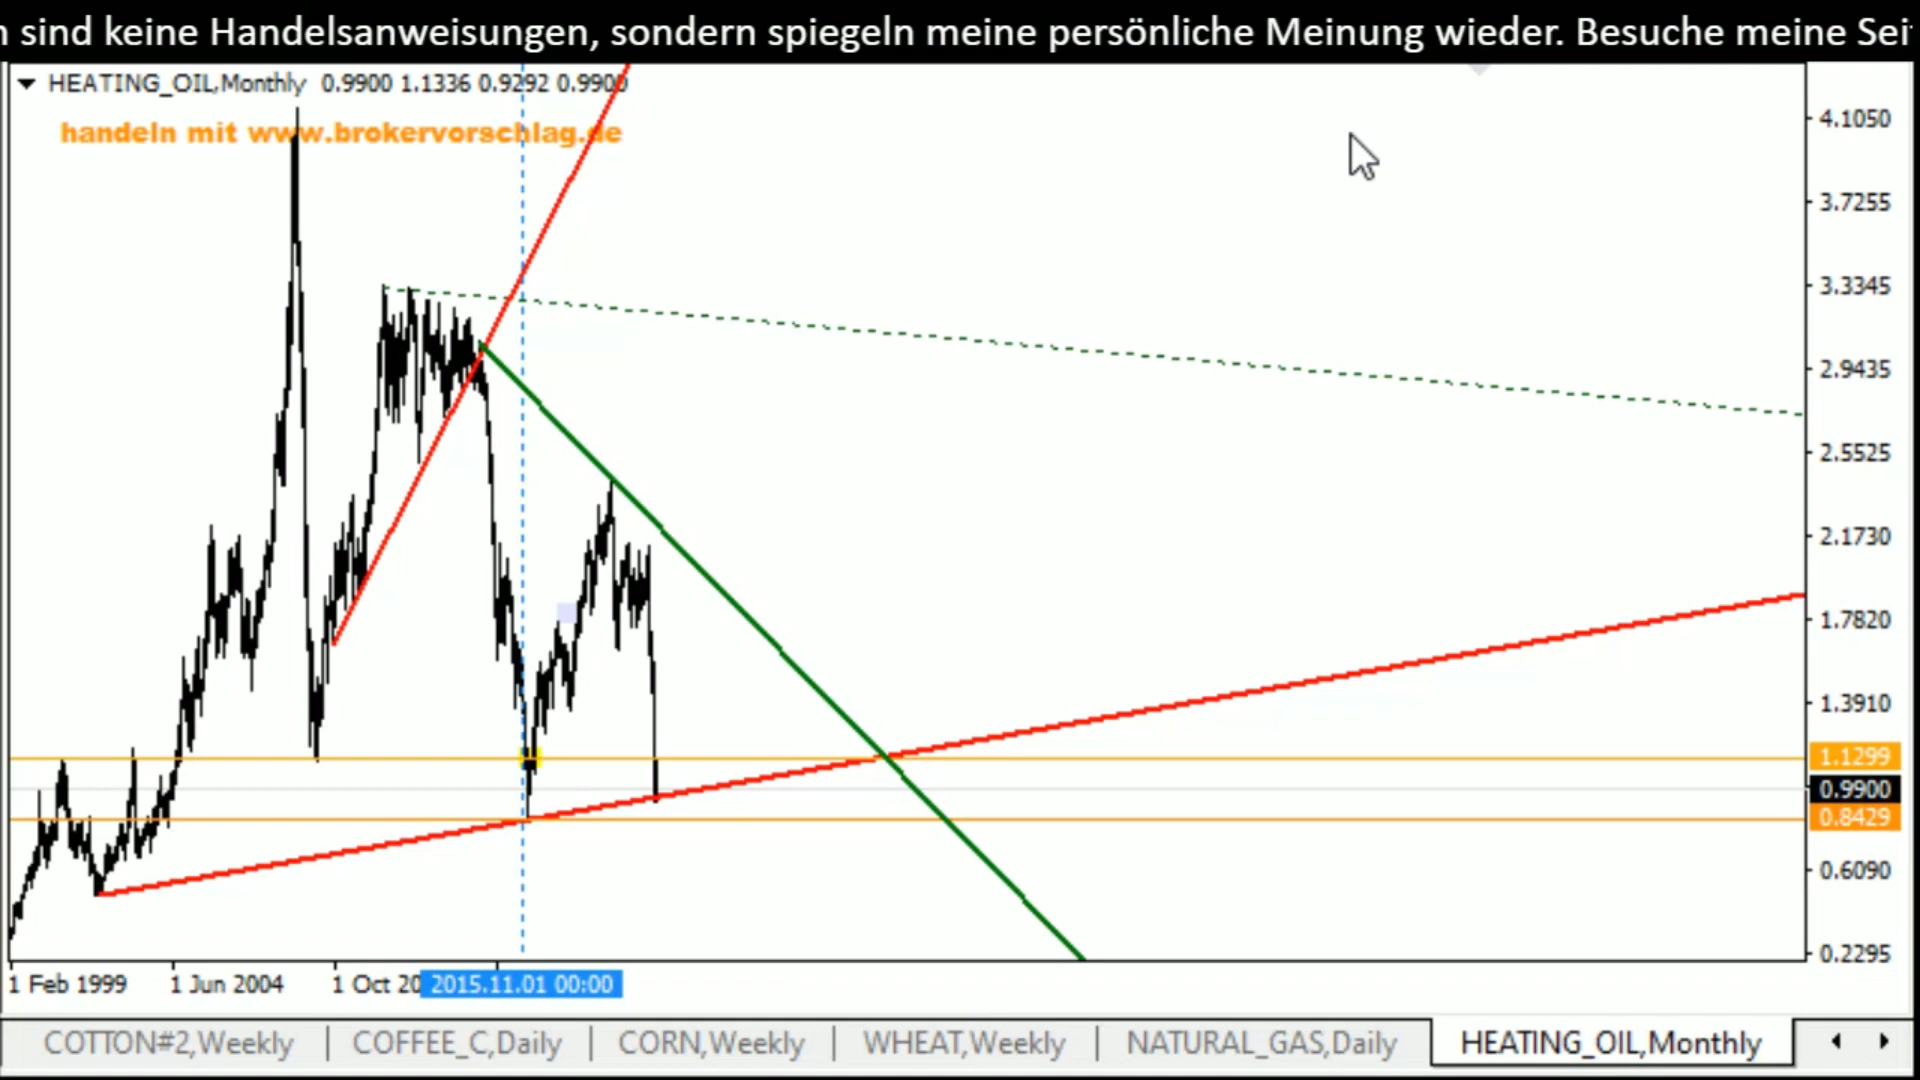 n sind keine Handelsanweisungen, sondern spiegeln meine persönliche Meinung wieder. Besuche meine Sei
HEATING_OIL,Monthly 0.9900 1.1336 0.9292 0.9900
handeln mit www.brokervorschlag.de
4.1050
3.7255
3.3345
2.9435
2.5525
2.1730
1.7820
1.3910
1.1299
0.9900
0.8429
0.6090
0.2295
1 Feb 1999 1 Jun 2004 1 Oct 20 2015.11.01 00:00
COTTON#2,Weekly | COFFEE_C,Daily | CORN,Weekly | WHEAT,Weekly | NATURAL_GAS,Daily HEATING_OIL,Monthly